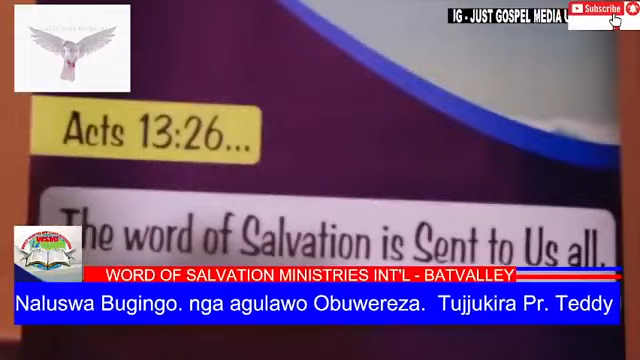 IG - JUST GOSPEL MEDIA U
Subscribe
Acts 13:26...
The word of Salvation is Sent to Us all.
WSMI
WORD OF SALVATION MINISTRIES INT'L - BATVALLEY
Naluswa Bugingo. nga agulawo Obuwereza. Tujjukira Pr. Teddy